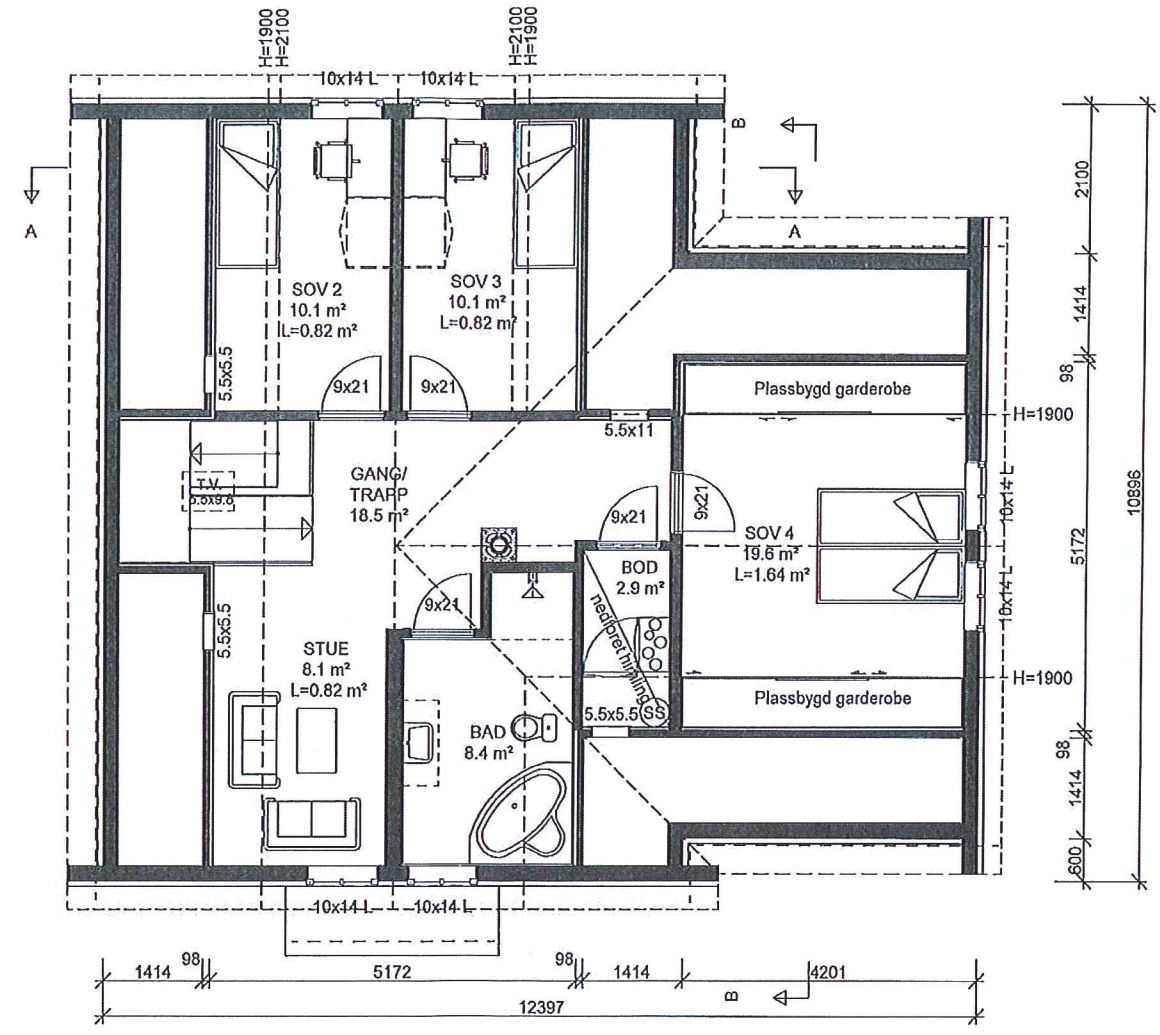 H=1900
H=2100
H=2100
H=1900
10x14 L
10x14 L
B
A
A
2100
SOV 2
10.1 m²
L=0.82 m²
SOV 3
10.1 m²
L=0.82 m²
1414
5.5x5.5
9x21
9x21
98
Plassbygd garderobe
H=1900
5.5x11
T.V.
5.5x9.8
GANG/
TRAPP
18.5 m²
9x21
9x21
10x14 L
10896
SOV 4
19.6 m²
L=1.64 m²
5172
BOD
2.9 m²
nedforet himling
9x21
10x14 L
5.5x5.5
STUE
8.1 m²
L=0.82 m²
H=1900
Plassbygd garderobe
5.5x5.5
SS
BAD
8.4 m²
98
1414
600
10x14 L
10x14 L
1414
98
5172
98
1414
4201
B
12397